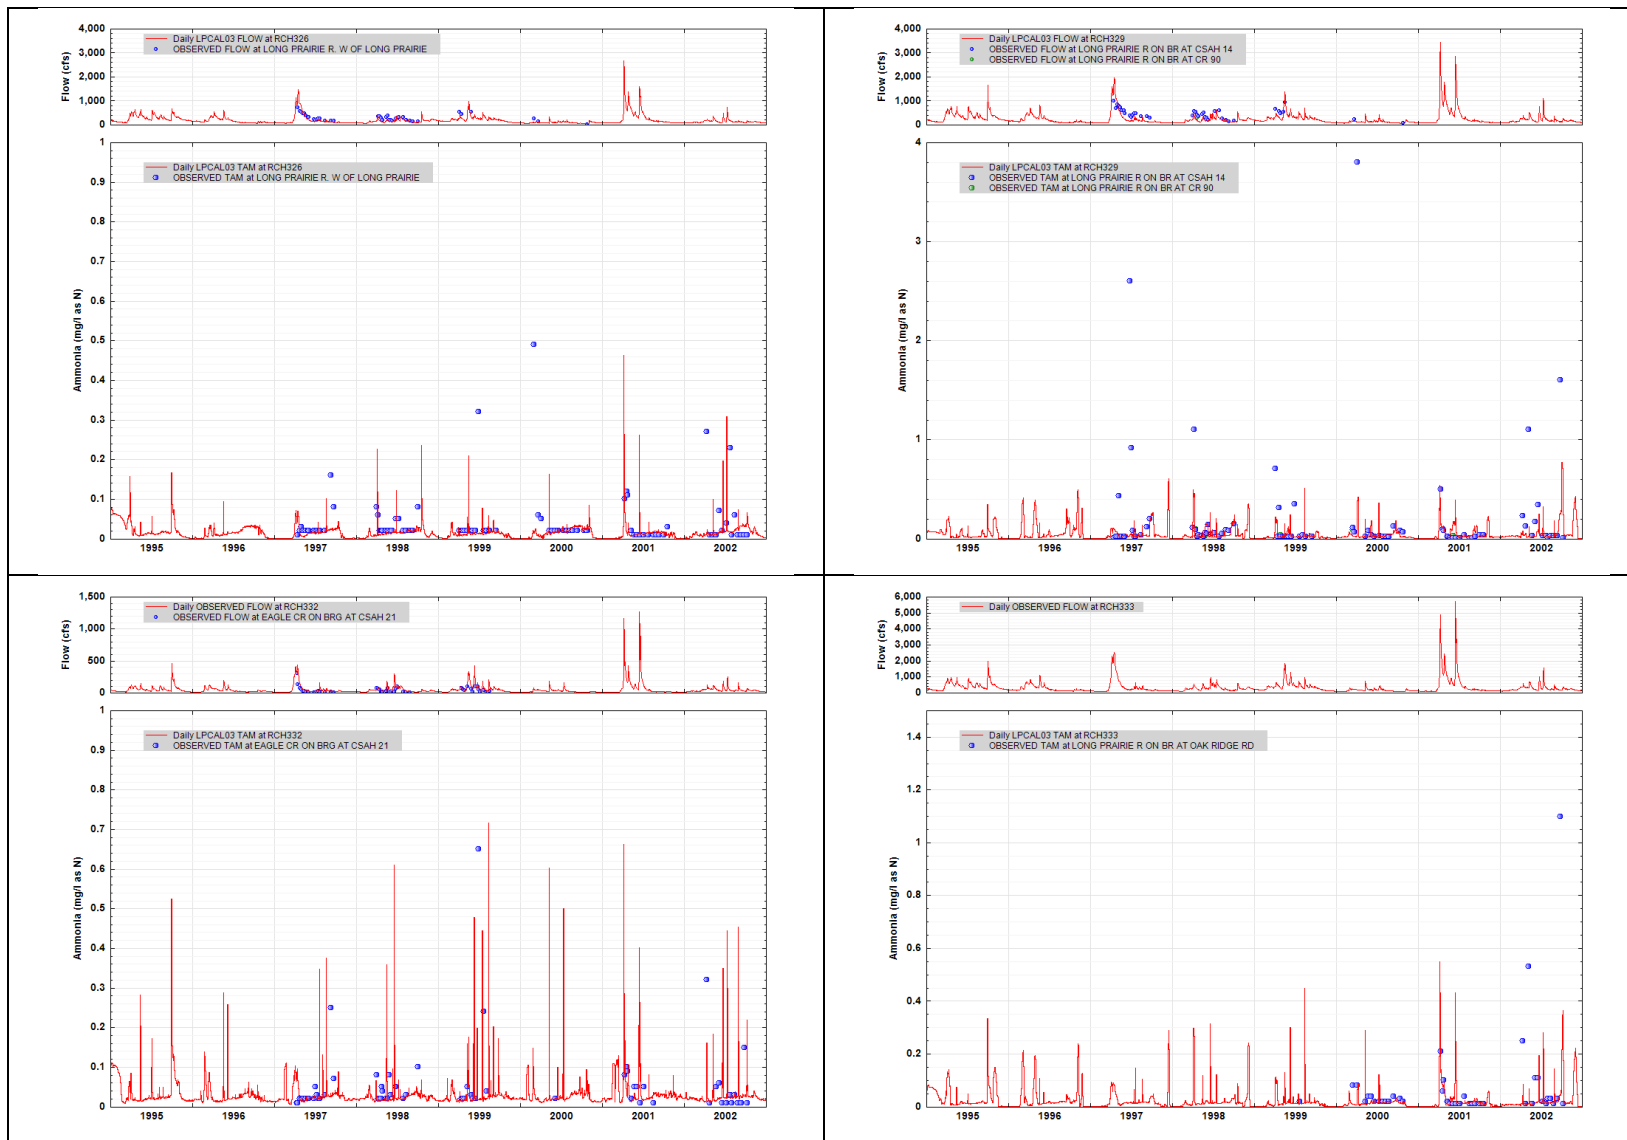 4,000
3,000
2,000
1,000
0
Flow (cfs)
Daily LPCAL03 FLOW at RCH326
OBSERVED FLOW at LONG PRAIRIE R. W OF LONG PRAIRIE
1
0.9
0.8
0.7
0.6
0.5
0.4
0.3
0.2
0.1
0
Ammonia (mg/l as N)
Daily LPCAL03 TAM at RCH326
OBSERVED TAM at LONG PRAIRIE R. W OF LONG PRAIRIE
1995 1996 1997 1998 1999 2000 2001 2002
4,000
3,000
2,000
1,000
0
Flow (cfs)
Daily LPCAL03 FLOW at RCH329
OBSERVED FLOW at LONG PRAIRIE R ON BR AT CSAH 14
OBSERVED FLOW at LONG PRAIRIE R ON BR AT CR 90
4
3
2
1
0
Ammonia (mg/l as N)
Daily LPCAL03 TAM at RCH329
OBSERVED TAM at LONG PRAIRIE R ON BR AT CSAH 14
OBSERVED TAM at LONG PRAIRIE R ON BR AT CR 90
1995 1996 1997 1998 1999 2000 2001 2002
1,500
1,000
500
0
Flow (cfs)
Daily OBSERVED FLOW at RCH332
OBSERVED FLOW at EAGLE CR ON BRG AT CSAH 21
1
0.9
0.8
0.7
0.6
0.5
0.4
0.3
0.2
0.1
0
Ammonia (mg/l as N)
Daily LPCAL03 TAM at RCH332
OBSERVED TAM at EAGLE CR ON BRG AT CSAH 21
1995 1996 1997 1998 1999 2000 2001 2002
6,000
5,000
4,000
3,000
2,000
1,000
0
Flow (cfs)
Daily OBSERVED FLOW at RCH333
1.4
1.2
1
0.8
0.6
0.4
0.2
0
Ammonia (mg/l as N)
Daily LPCAL03 TAM at RCH333
OBSERVED TAM at LONG PRAIRIE R ON BR AT OAK RIDGE RD
1995 1996 1997 1998 1999 2000 2001 2002